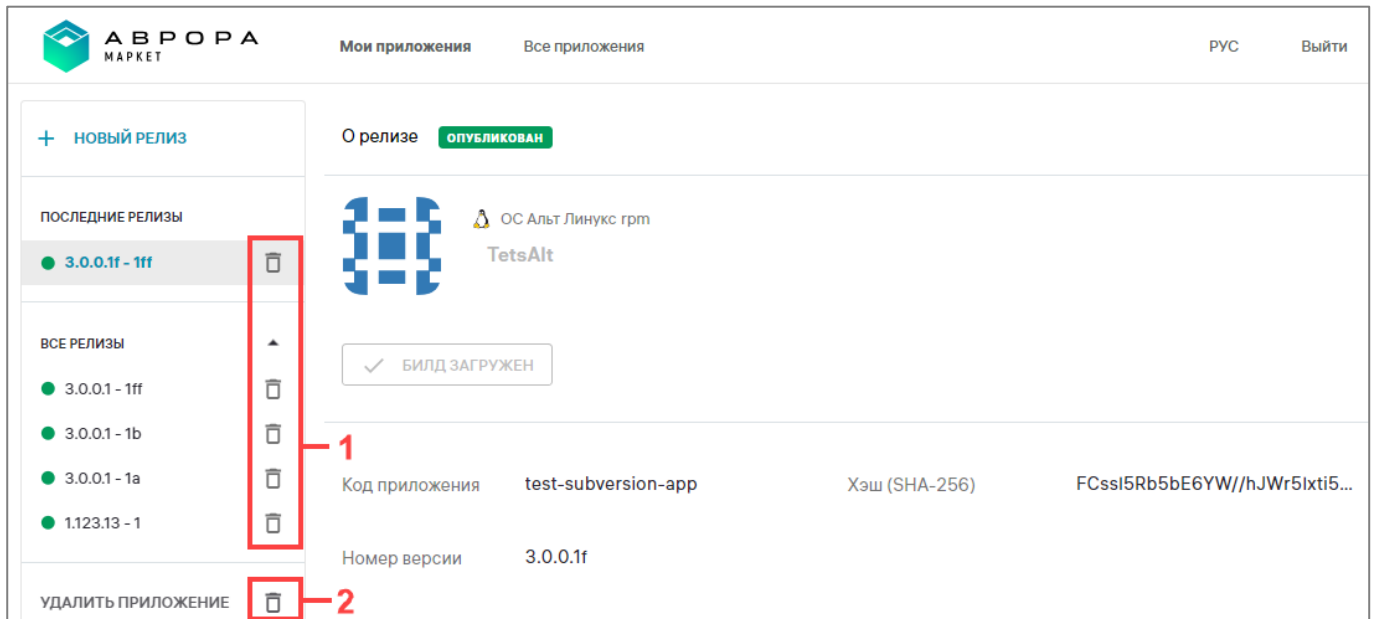 АВРОРА
МАРКЕТ
Мои приложения
Все приложения
РУС
Выйти
+ НОВЫЙ РЕЛИЗ
О релизе
ОПУБЛИКОВАН
ПОСЛЕДНИЕ РЕЛИЗЫ
ОС Альт Линукс rpm
TetsAlt
3.0.0.1f - 1ff
ВСЕ РЕЛИЗЫ
БИЛД ЗАГРУЖЕН
3.0.0.1 - 1ff
3.0.0.1 - 1b
1
3.0.0.1 - 1a
1.123.13 - 1
Код приложения
test-subversion-app
Хэш (SHA-256)
FCssI5Rb5bE6YW//hJWr5Ixti5...
Номер версии
3.0.0.1f
УДАЛИТЬ ПРИЛОЖЕНИЕ
2